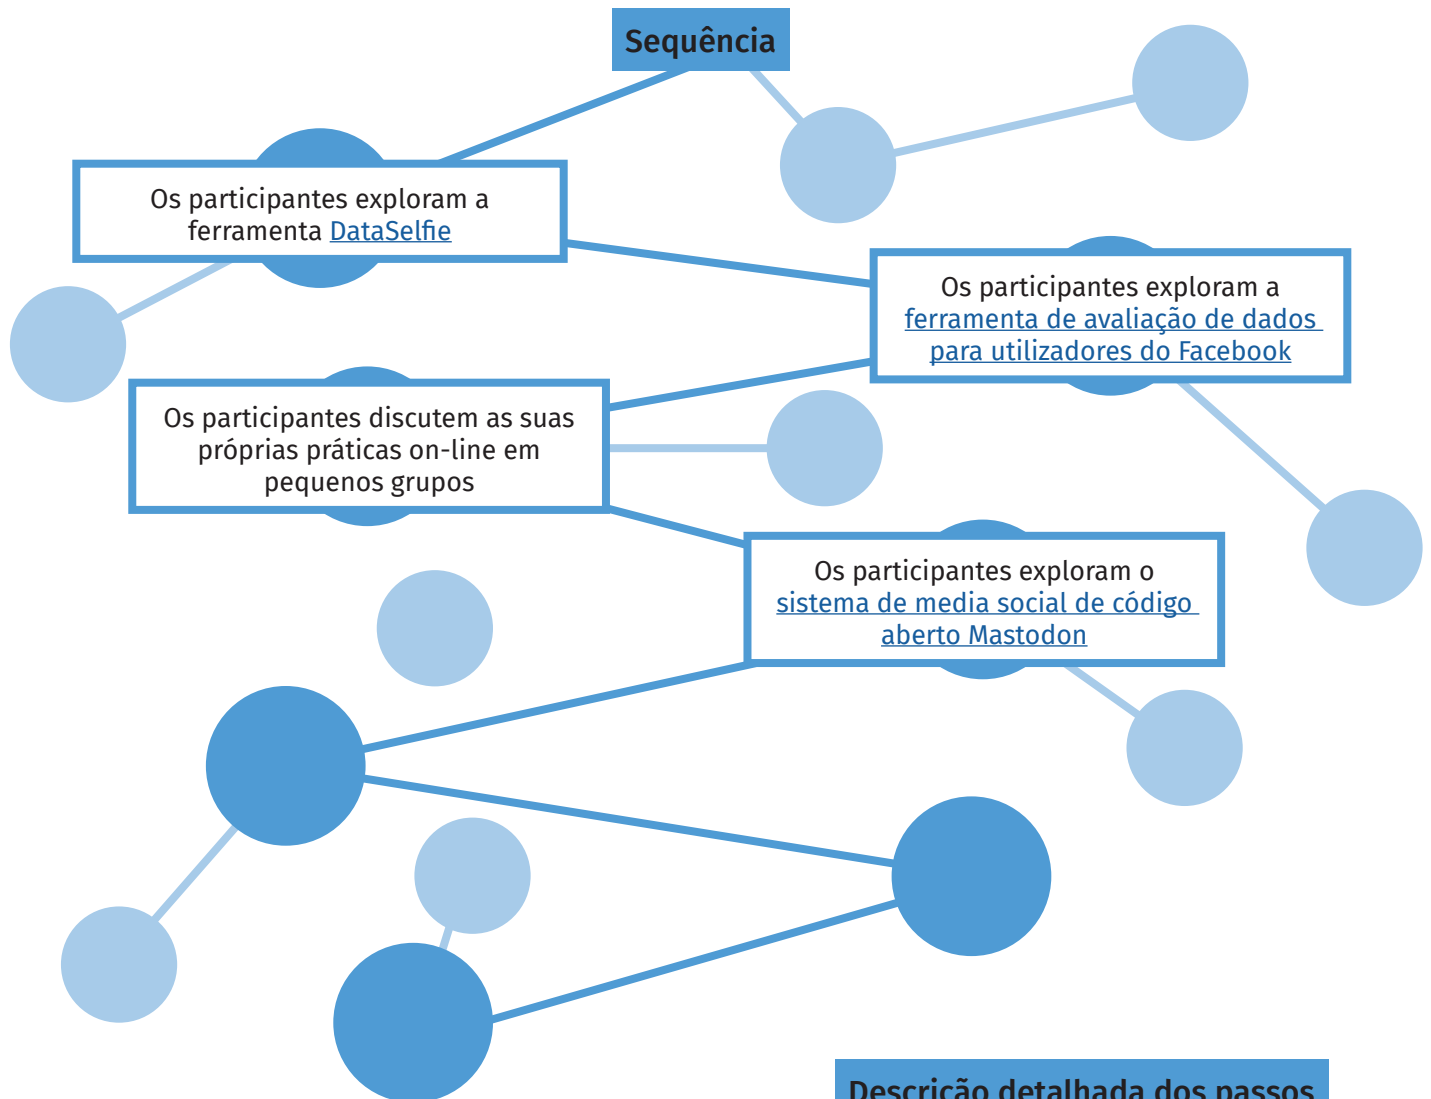 Sequência
Os participantes exploram a
ferramenta DataSelfie
Os participantes exploram a
ferramenta de avaliação de dados
para utilizadores do Facebook
Os participantes discutem as suas
próprias práticas on-line em
pequenos grupos
Os participantes exploram o
sistema de media social de código
aberto Mastodon
Descrição detalhada dos passos